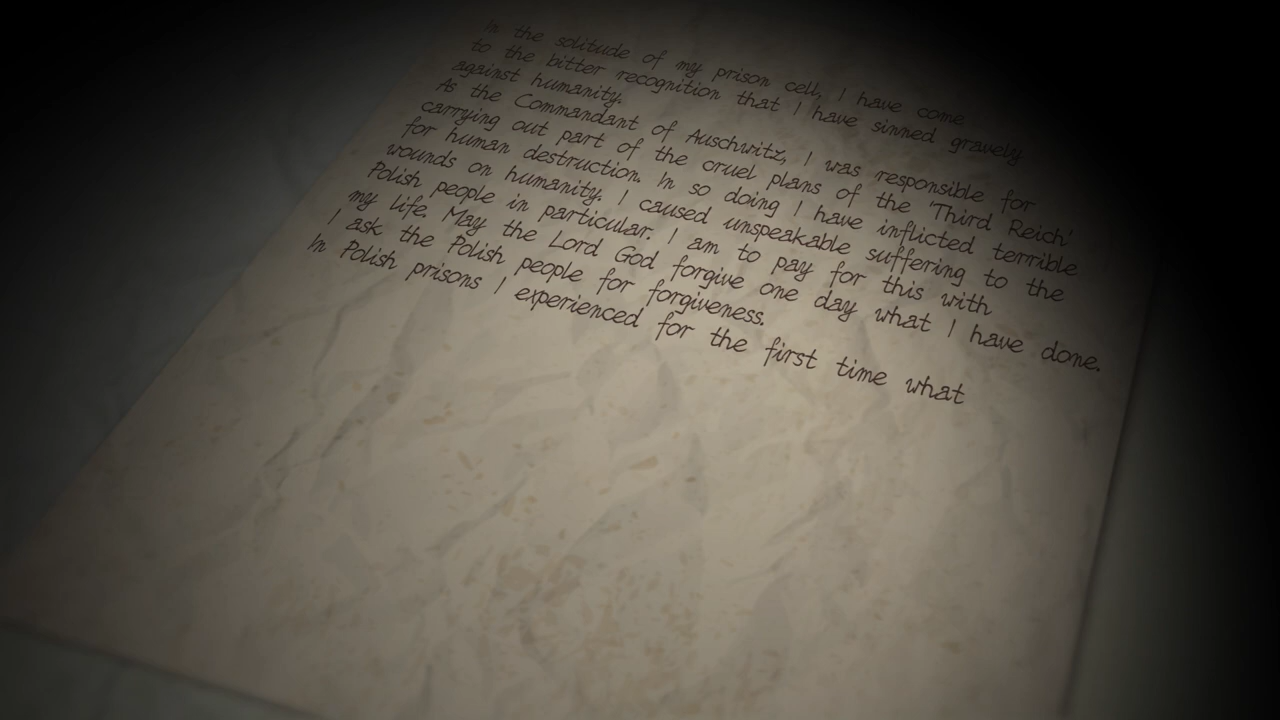 In the solitude of my prison cell, I have come
to the bitter recognition that I have sinned gravely
against humanity.
As the Commandant of Auschwitz, I was responsible for
carrying out part of the cruel plans of the 'Third Reich'
for human destruction. In so doing I have inflicted terrible
wounds on humanity. I caused unspeakable suffering to the
Polish people in particular. I am to pay for this with
my life. May the Lord God forgive one day what I have done.
I ask the Polish people for forgiveness.
In Polish prisons I experienced for the first time what